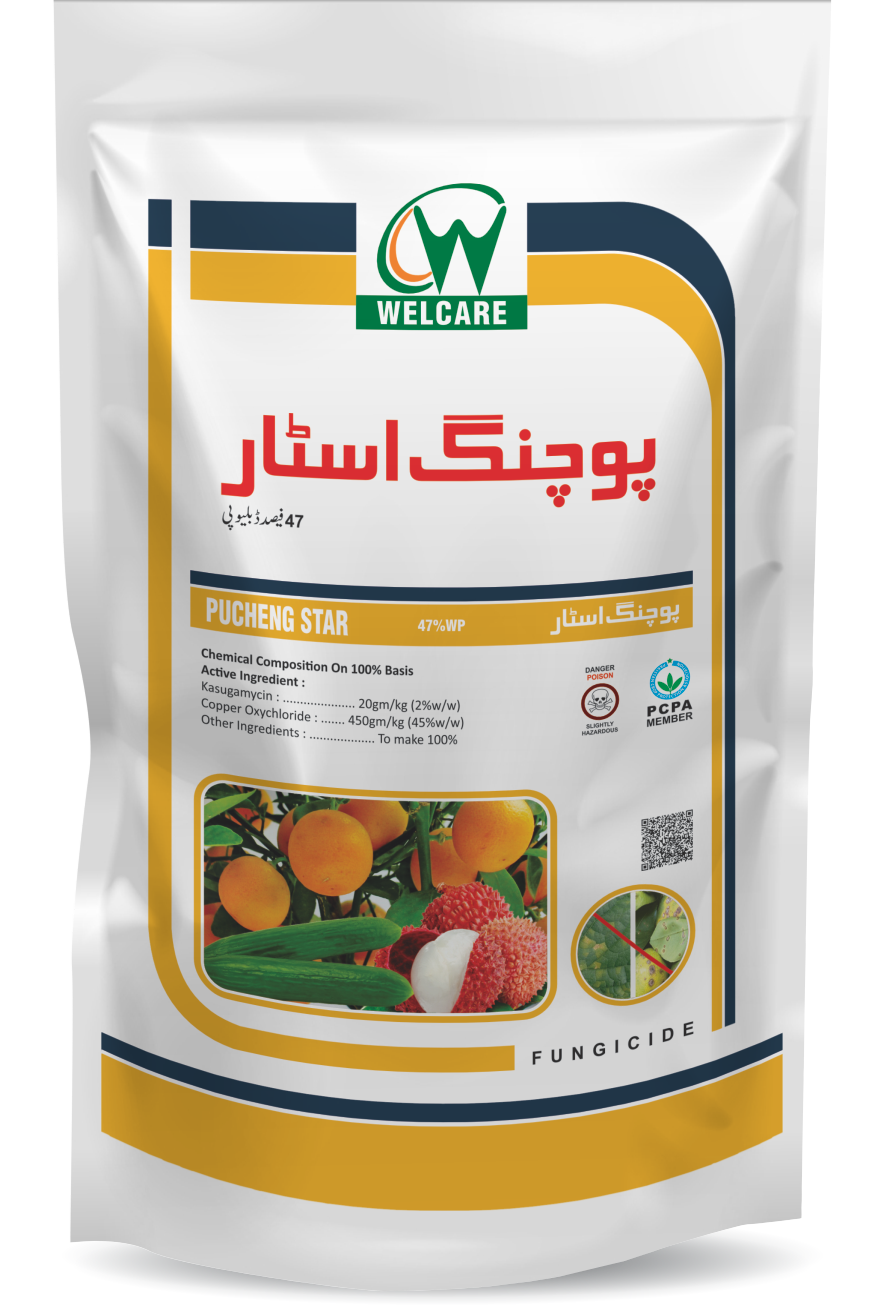 WELCARE
پوچنگ اسٹار
47 فیصد ڈبلیو پی
PUCHENG STAR 47%WP پوچنگ اسٹار
Chemical Composition On 100% Basis
Active Ingredient :
Kasugamycin : ..................... 20gm/kg (2%w/w)
Copper Oxychloride : ....... 450gm/kg (45%w/w)
Other Ingredients : ................... To make 100%
DANGER
POISON
SLIGHTLY
HAZARDOUS
PCPA
MEMBER
FUNGICIDE